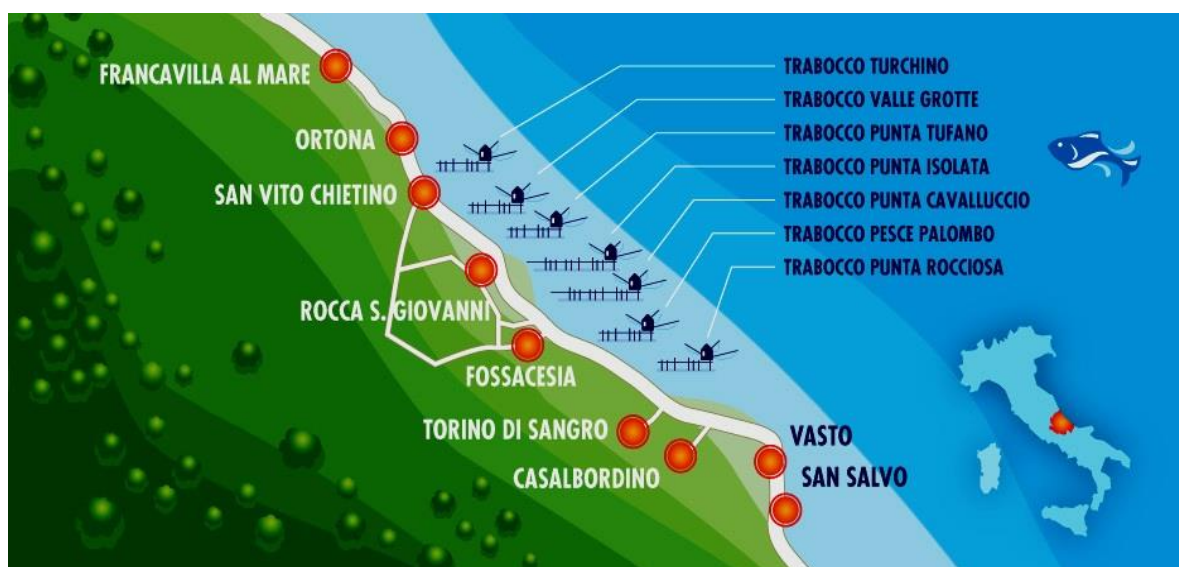 FRANCAVILLA AL MARE
ORTONA
SAN VITO CHIETINO
ROCCA S. GIOVANNI
FOSSACESIA
TORINO DI SANGRO
CASALBORDINO
VASTO
SAN SALVO
TRABOCCO TURCHINO
TRABOCCO VALLE GROTTE
TRABOCCO PUNTA TUFANO
TRABOCCO PUNTA ISOLATA
TRABOCCO PUNTA CAVALLUCCIO
TRABOCCO PESCE PALOMBO
TRABOCCO PUNTA ROCCIOSA